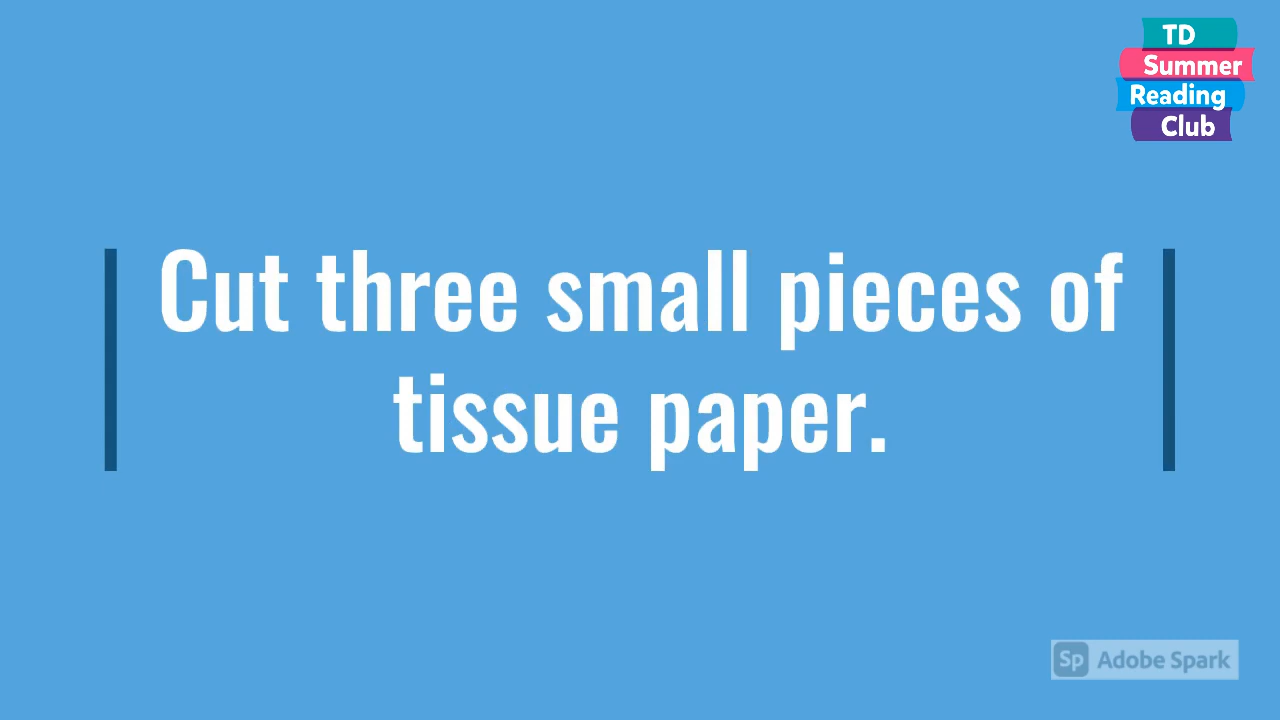 TD
Summer
Reading
Club
Cut three small pieces of
tissue paper.
Sp Adobe Spark